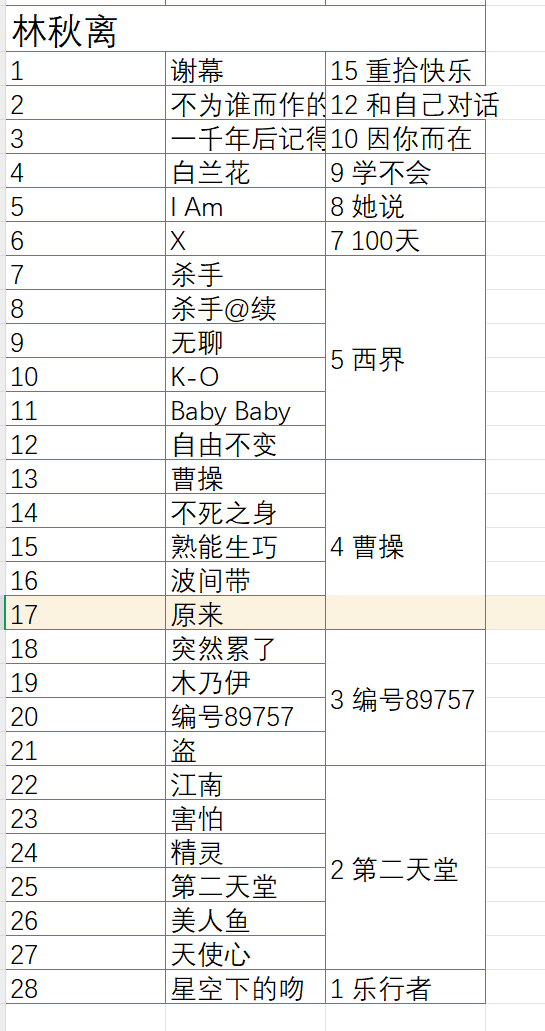 林秋离
1 谢幕 15 重拾快乐
2 不为谁而作的 12 和自己对话
3 一千年后记得 10 因你而在
4 白兰花 9 学不会
5 I Am 8 她说
6 X 7 100天
7 杀手
8 杀手@续
9 无聊
5 西界
10 K-O
11 Baby Baby
12 自由不变
13 曹操
14 不死之身
15 熟能生巧 4 曹操
16 波间带
17 原来
18 突然累了
19 木乃伊
3 编号89757
20 编号89757
21 盗
22 江南
23 害怕
24 精灵
2 第二天堂
25 第二天堂
26 美人鱼
27 天使心
28 星空下的吻 1 乐行者